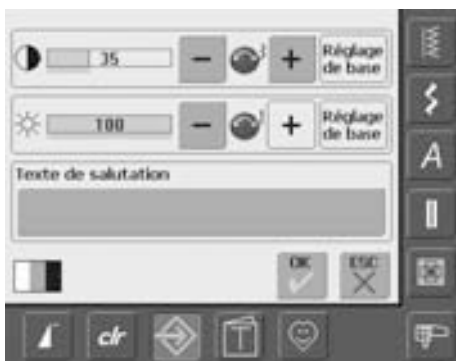 35
Réglage
de base
100
Réglage
de base
Texte de salutation
OK
ESC
A
clr
T